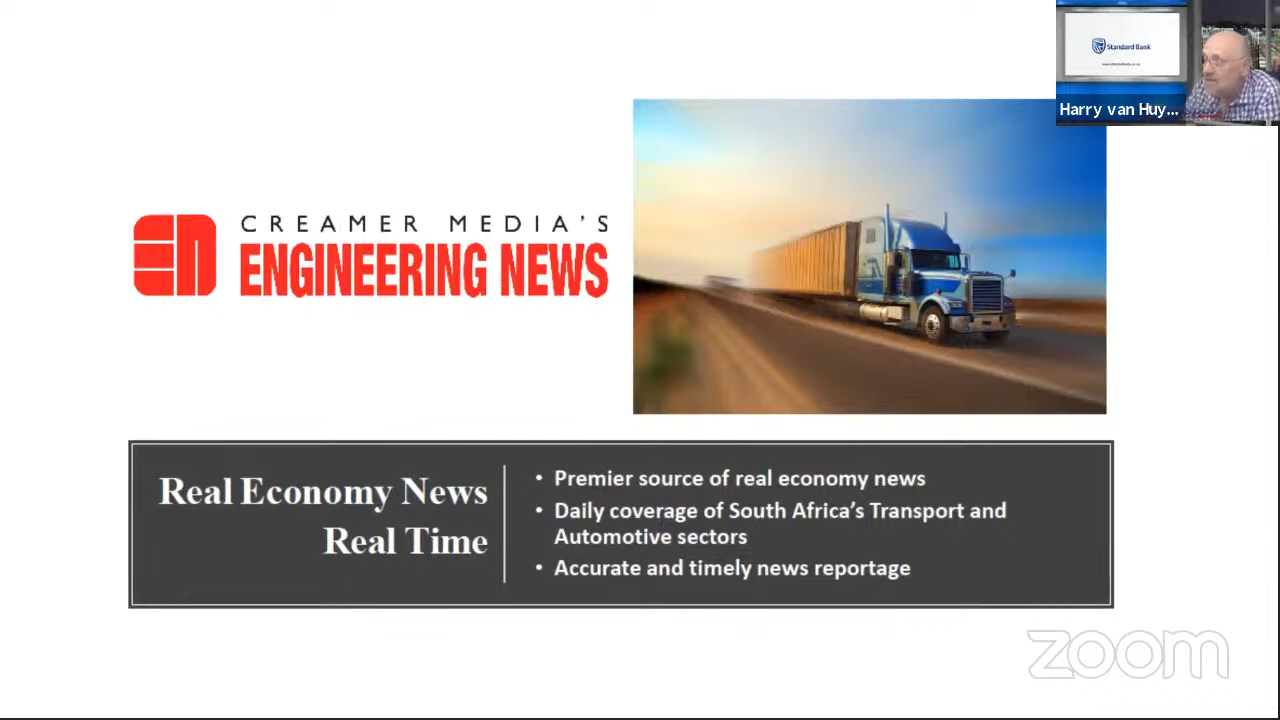 Standard Bank
Harry van Huy...
CREAMER MEDIA'S
ENGINEERING NEWS
Real Economy News
Real Time
• Premier source of real economy news
• Daily coverage of South Africa's Transport and
Automotive sectors
• Accurate and timely news reportage
zoom